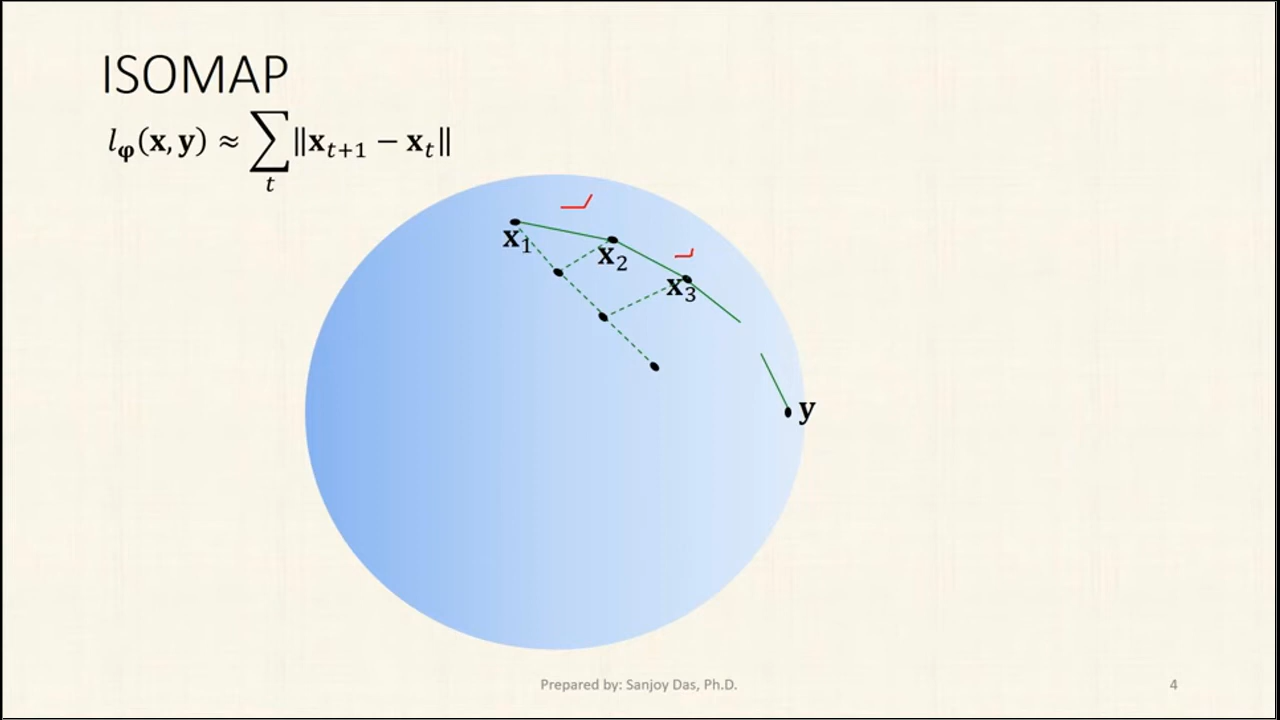 ISOMAP
l_φ(x, y) ≈ ∑_t ‖x_{t+1} − x_t‖
x₁
x₂
x₃
y
Prepared by: Sanjoy Das, Ph.D.
4